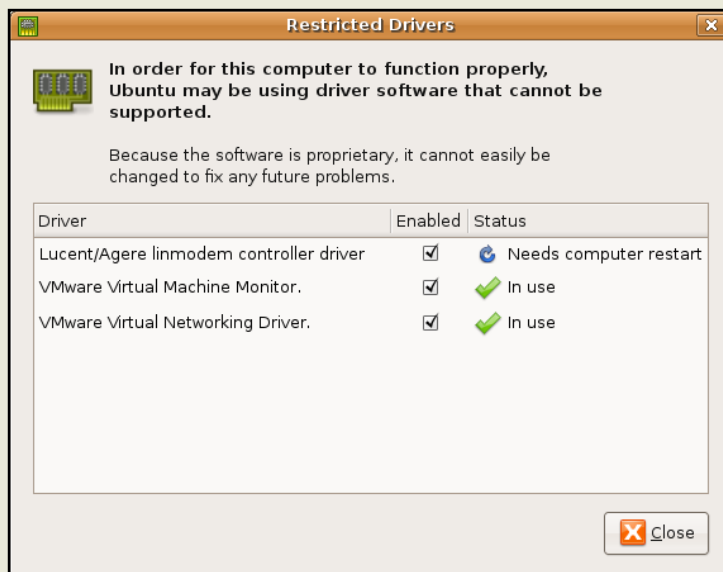 Restricted Drivers
In order for this computer to function properly,
Ubuntu may be using driver software that cannot be
supported.
Because the software is proprietary, it cannot easily be
changed to fix any future problems.
Driver Enabled Status
Lucent/Agere linmodem controller driver Needs computer restart
VMware Virtual Machine Monitor. In use
VMware Virtual Networking Driver. In use
Close